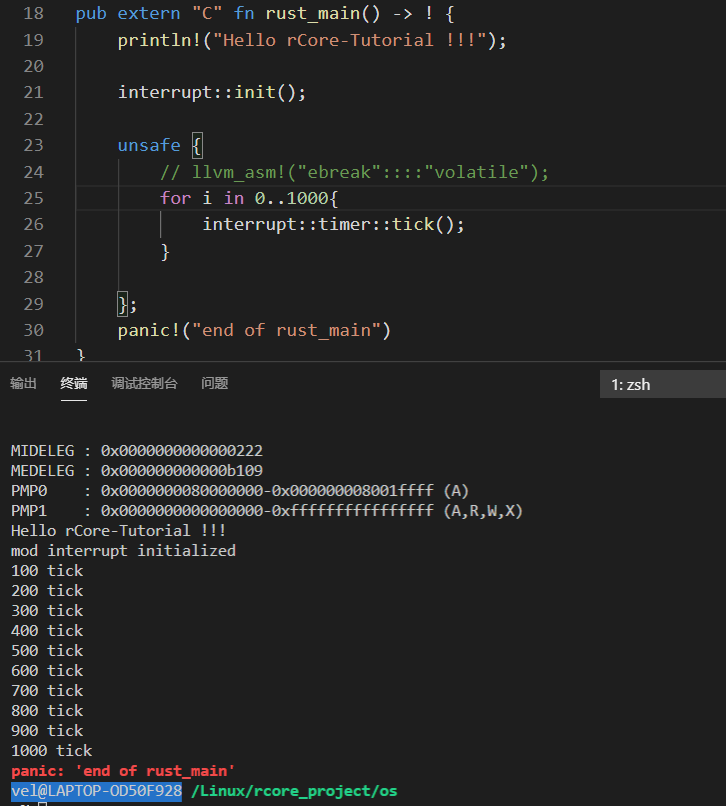 18 pub extern "C" fn rust_main() -> ! {
19 println!("Hello rCore-Tutorial !!!");
20
21 interrupt::init();
22
23 unsafe {
24 // llvm_asm!("ebreak"::::"volatile");
25 for i in 0..1000{
26 interrupt::timer::tick();
27 }
28
29 };
30 panic!("end of rust_main")
31 }
输出 终端 调试控制台 问题 1: zsh
MIDELEG : 0x0000000000000222
MEDELEG : 0x000000000000b109
PMP0 : 0x0000000080000000-0x000000008001ffff (A)
PMP1 : 0x0000000000000000-0xffffffffffffffff (A,R,W,X)
Hello rCore-Tutorial !!!
mod interrupt initialized
100 tick
200 tick
300 tick
400 tick
500 tick
600 tick
700 tick
800 tick
900 tick
1000 tick
panic: 'end of rust_main'
vel@LAPTOP-OD50F928 /Linux/rcore_project/os